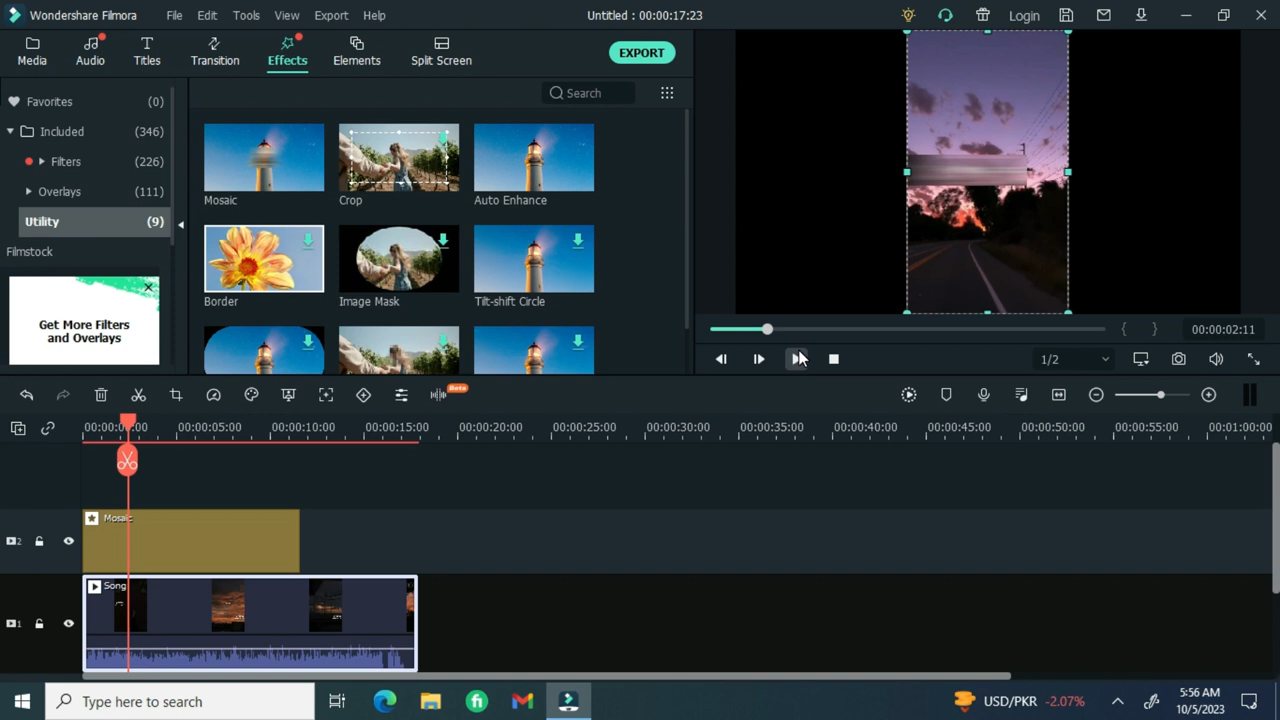 Wondershare Filmora
File Edit Tools View Export Help
Untitled : 00:00:17:23
Login
Media
Audio
Titles
Transition
Effects
Elements
Split Screen
EXPORT
Favorites (0)
Included (346)
Filters (226)
Overlays (111)
Utility (9)
Filmstock
Get More Filters
and Overlays
Search
Mosaic
Crop
Auto Enhance
Border
Image Mask
Tilt-shift Circle
{ } 00:00:02:11
1/2
Beta
00:00:00:00 00:00:05:00 00:00:10:00 00:00:15:00 00:00:20:00 00:00:25:00 00:00:30:00 00:00:35:00 00:00:40:00 00:00:45:00 00:00:50:00 00:00:55:00 00:01:00:00
Mosaic
2
Song
1
Type here to search
USD/PKR -2.07%
5:56 AM
10/5/2023